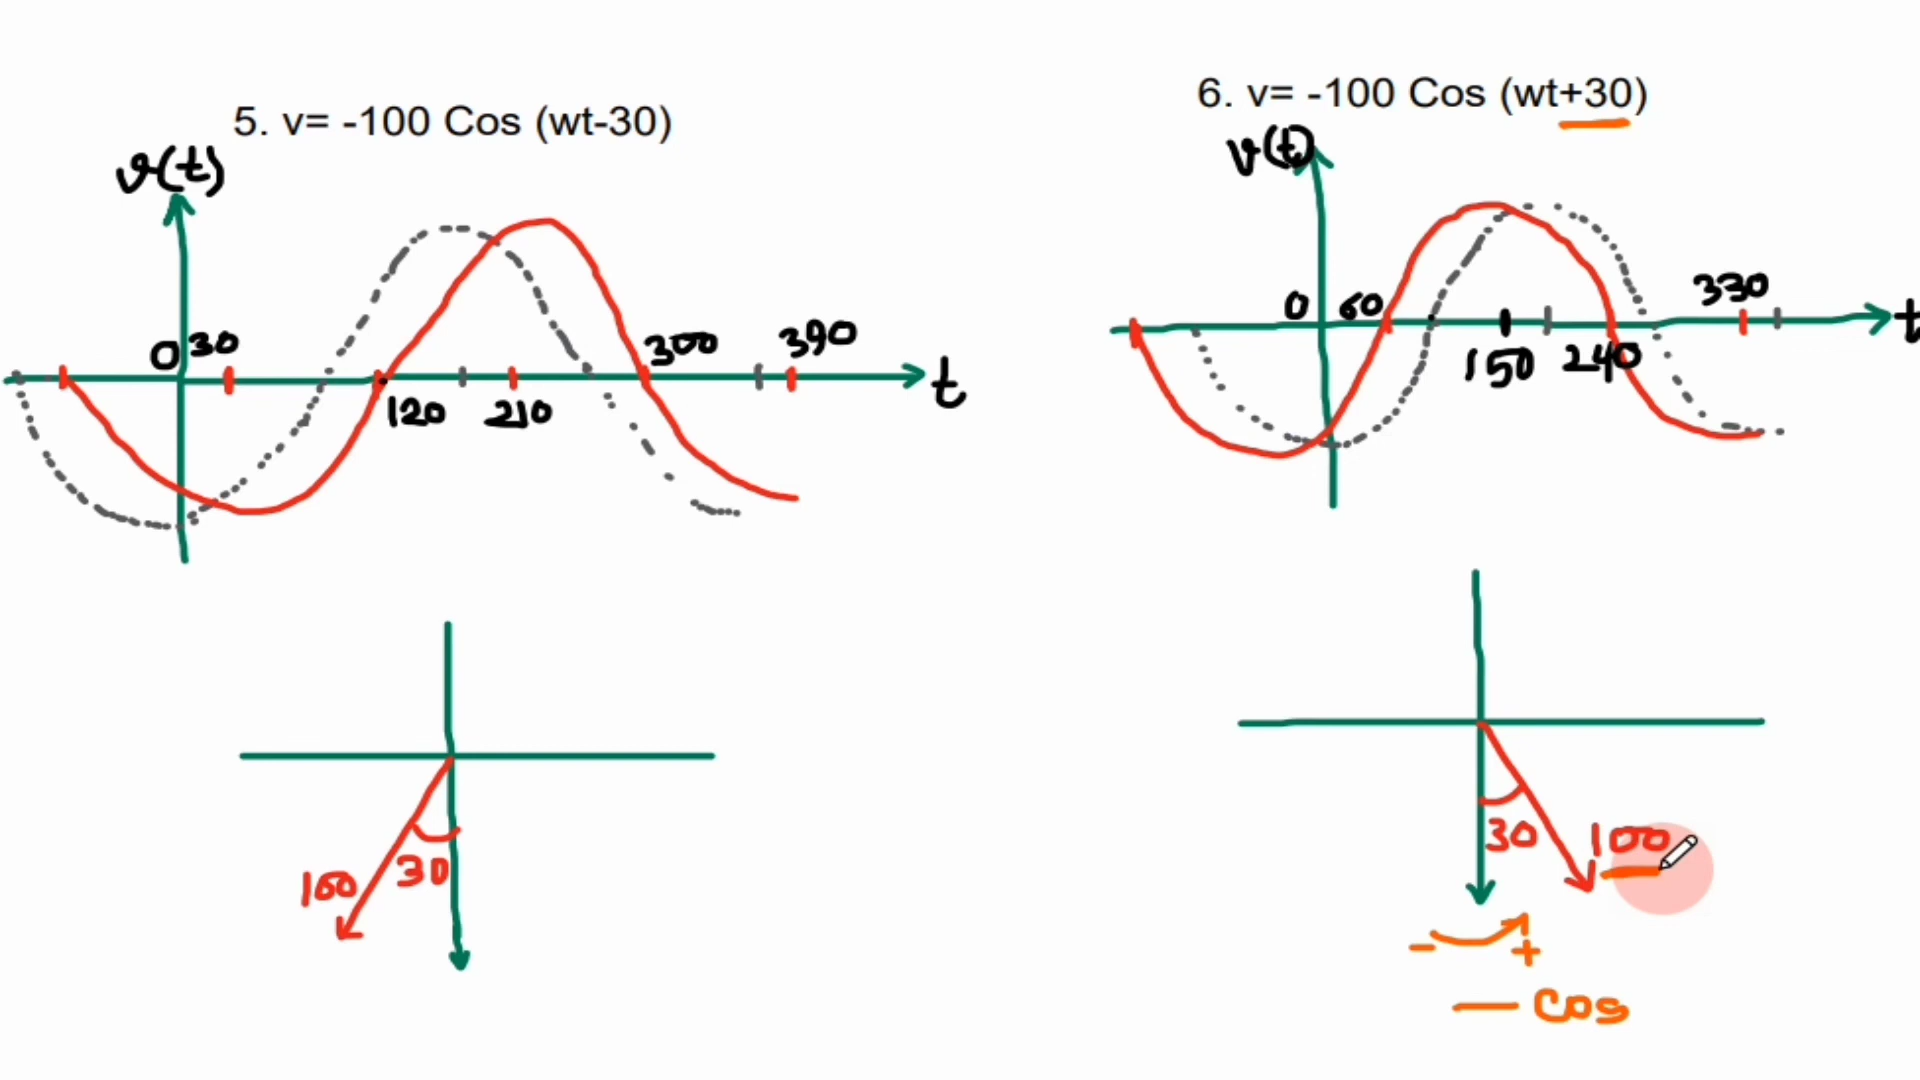 5. v= -100 Cos (wt-30)
v(t)
0 30 300 390
t
120 210
100 30
6. v= -100 Cos (wt+30)
v(t)
0 60 330
t
150 240
30 100
- +
- Cos